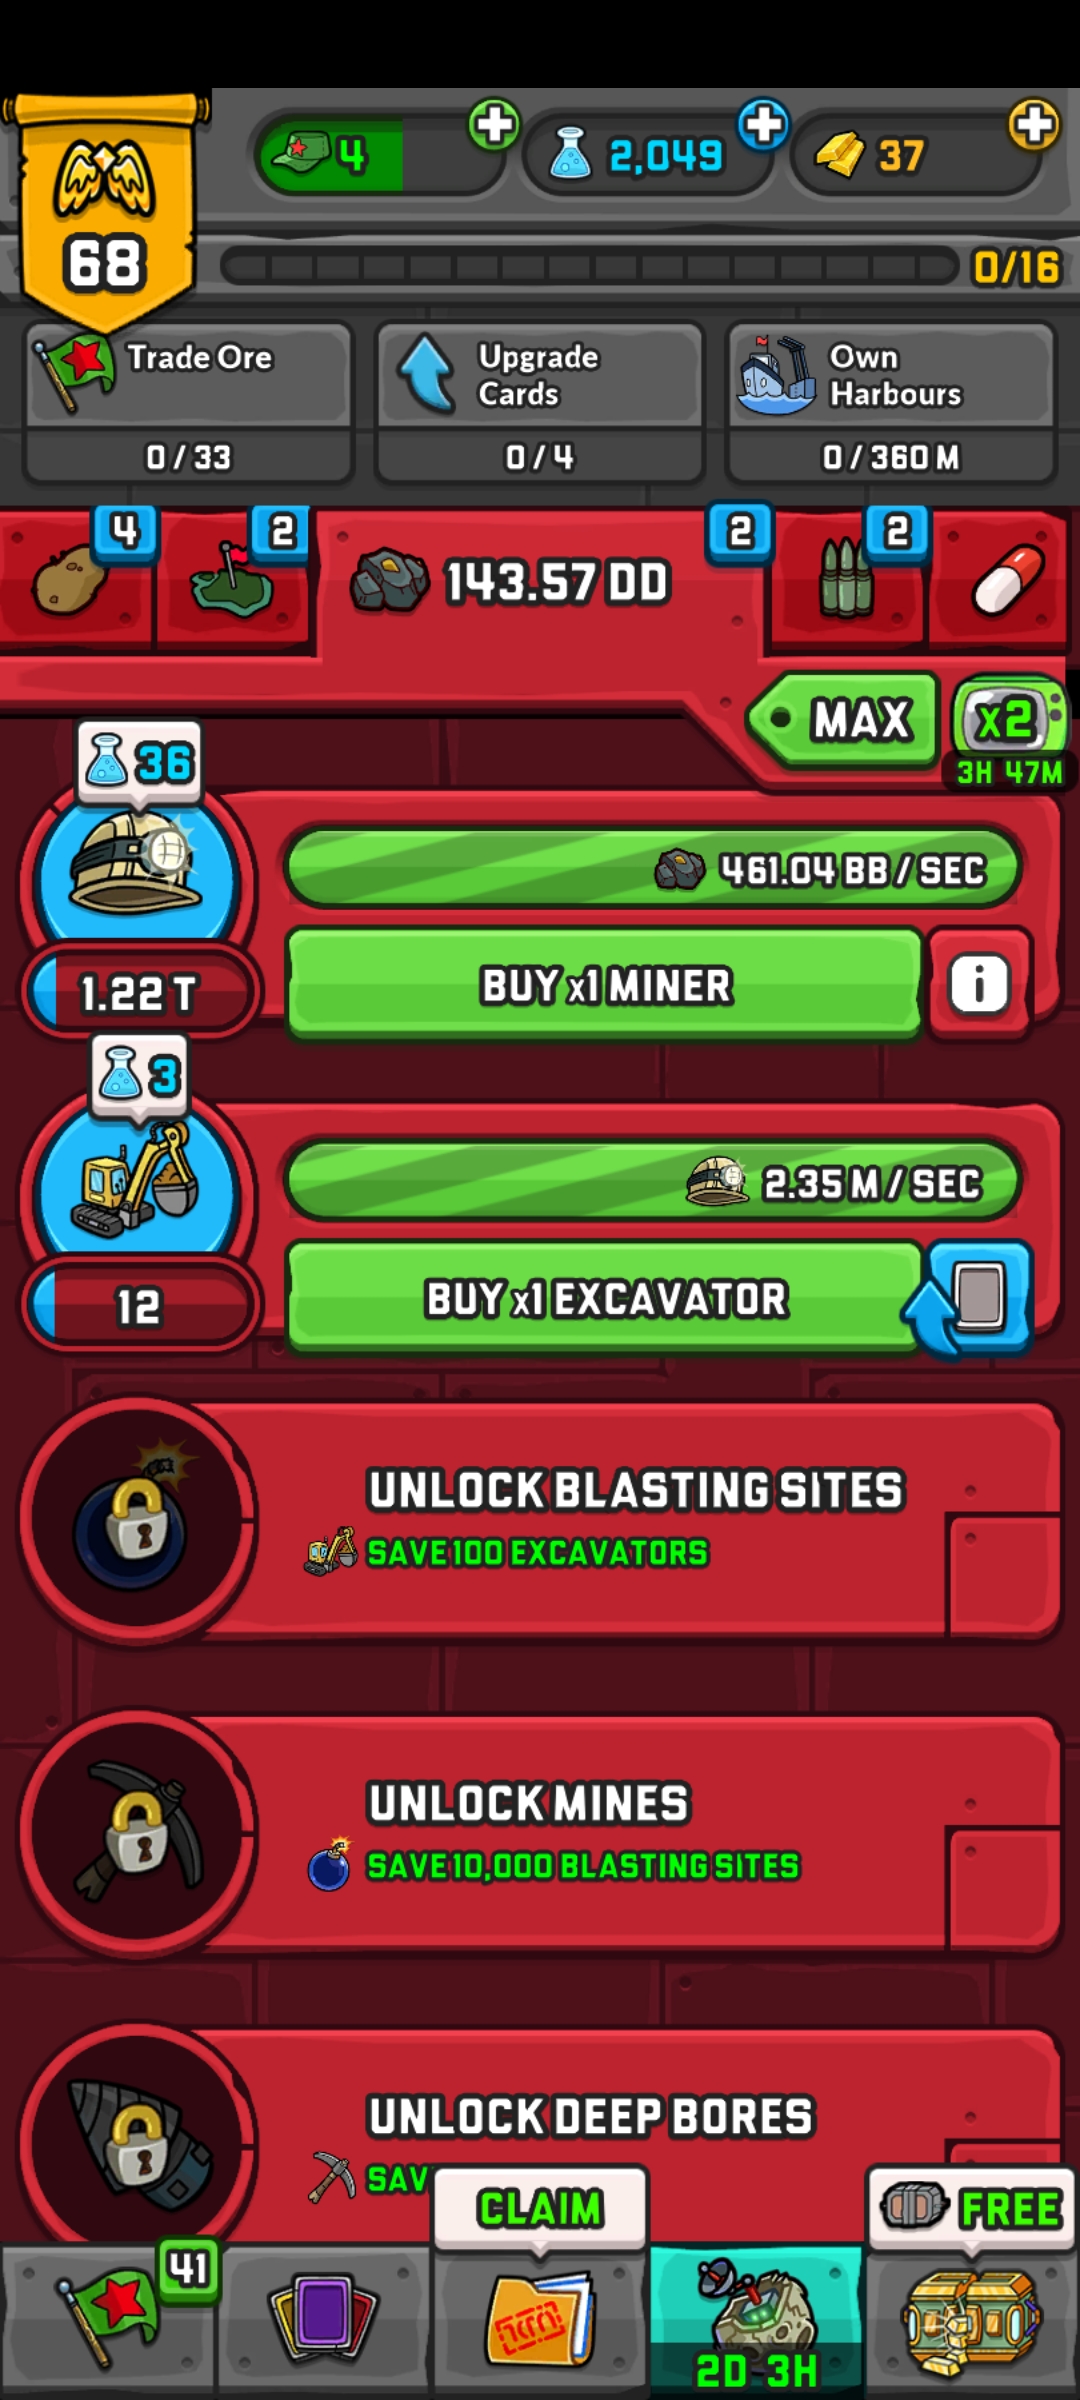 4
2,049
37
68
0/16
Trade Ore
0/33
Upgrade
Cards
0/4
Own
Harbours
0/360 M
4
2
143.57 DD
2
2
MAX
x2
3H 47M
36
461.04 BB / SEC
1.22 T
BUY x1 MINER
i
3
2.35 M / SEC
12
BUY x1 EXCAVATOR
UNLOCK BLASTING SITES
SAVE 100 EXCAVATORS
UNLOCK MINES
SAVE 10,000 BLASTING SITES
UNLOCK DEEP BORES
SAV
CLAIM
FREE
41
2D 3H